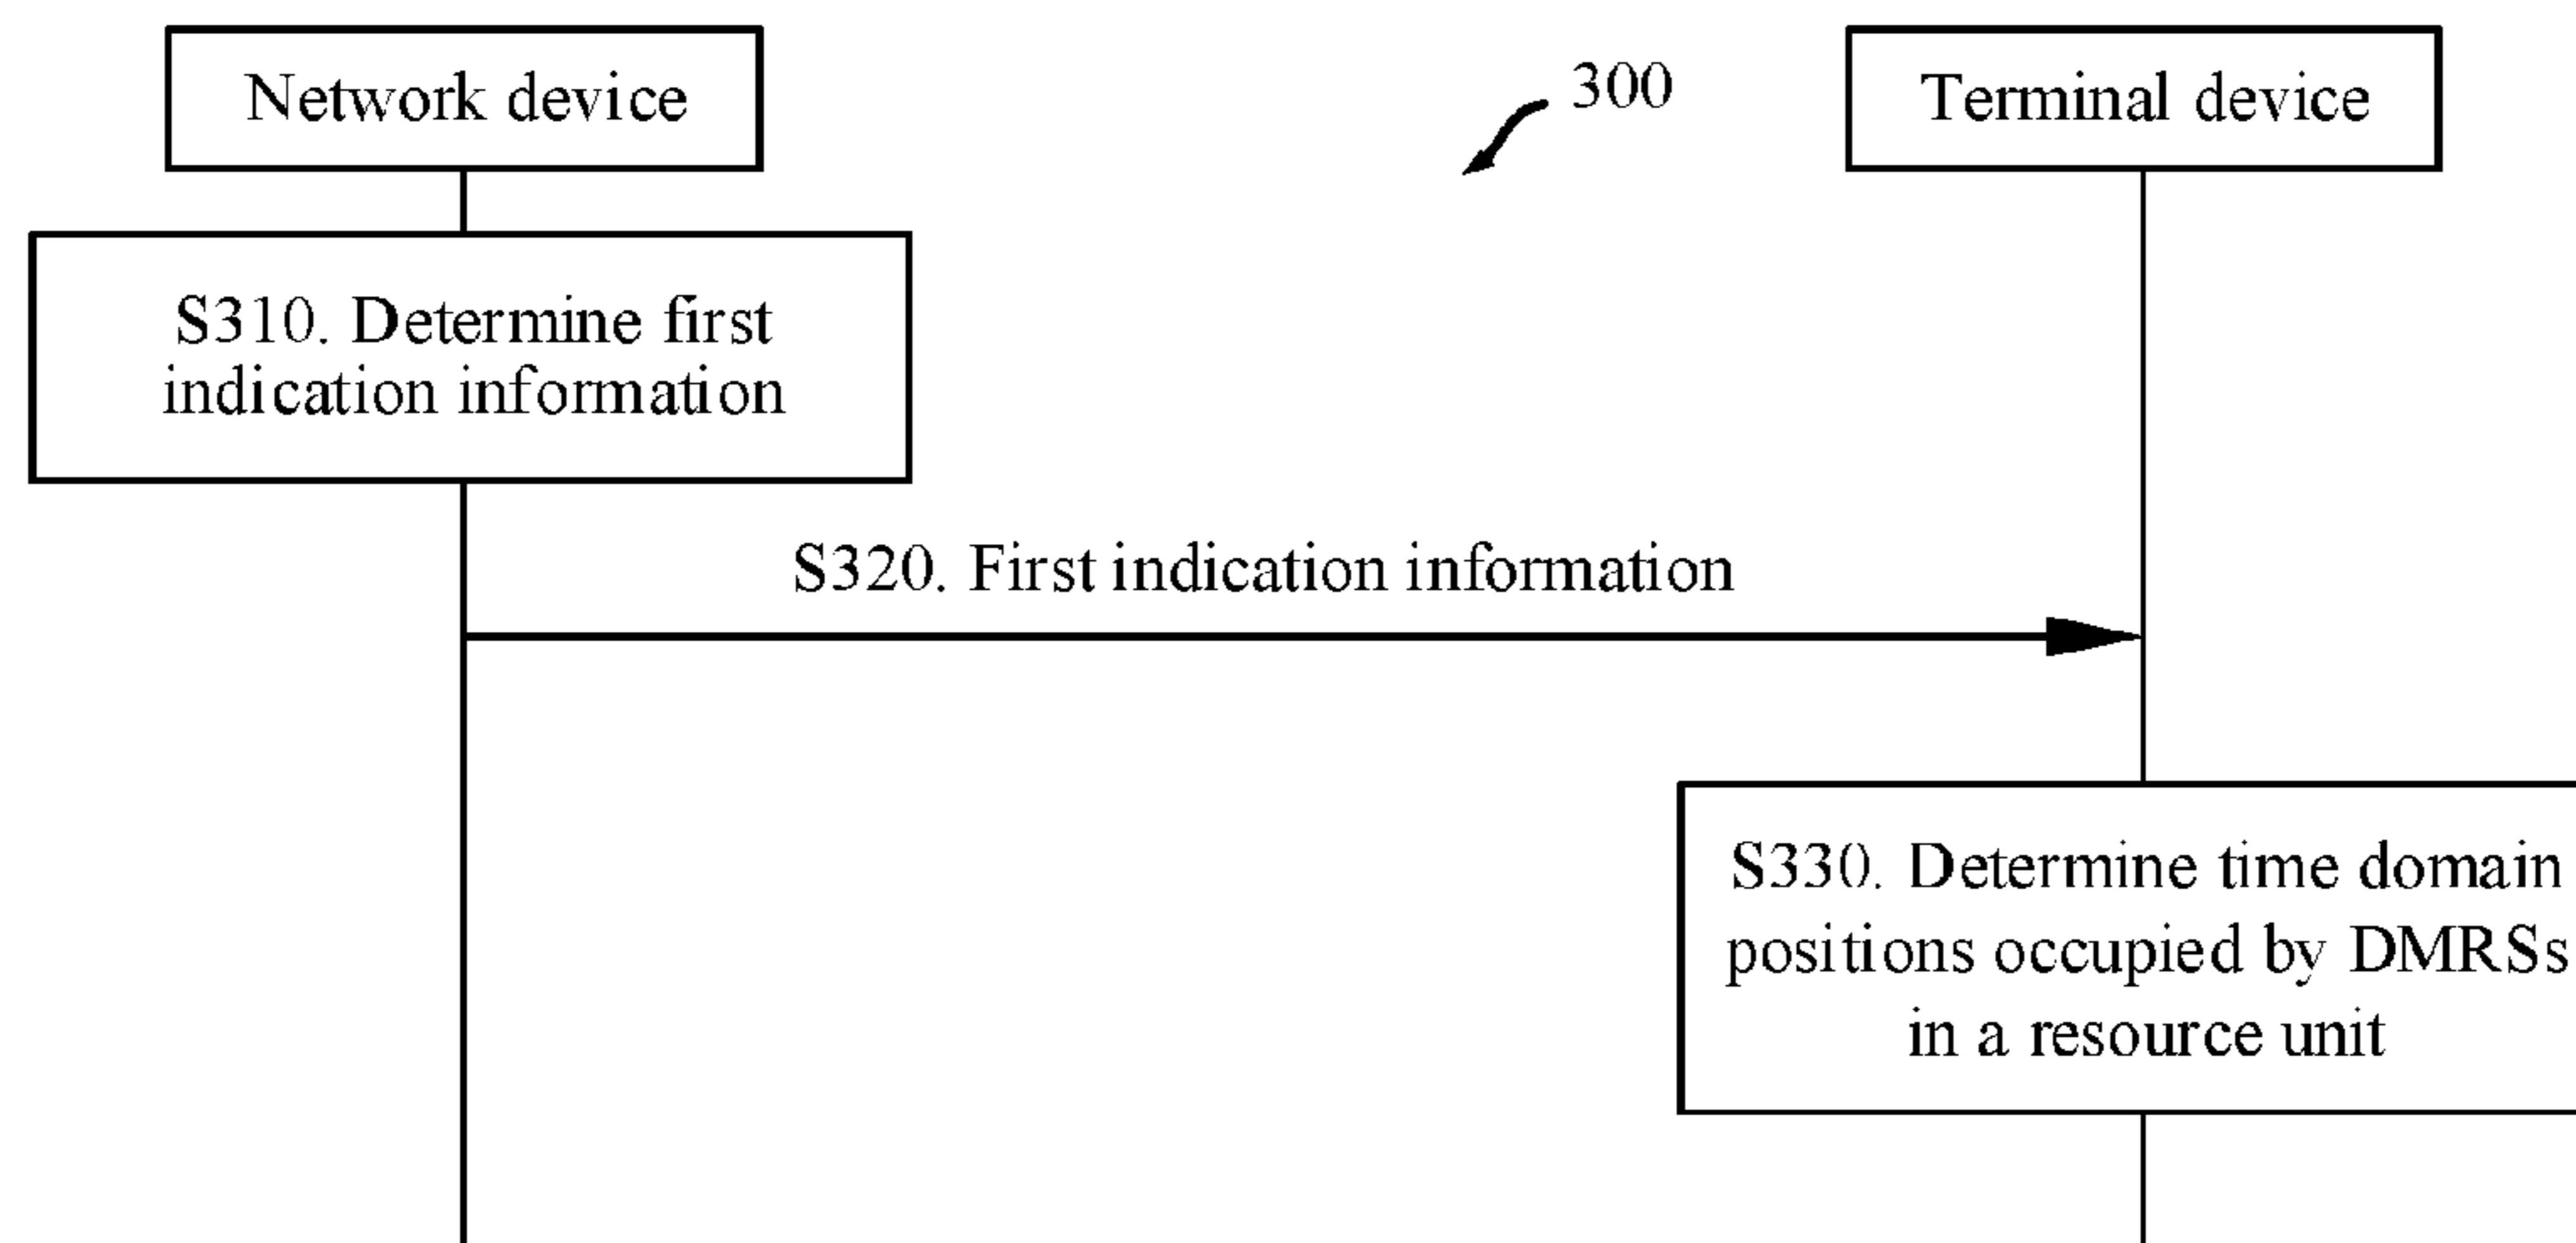 Network device
300
Terminal device
S310. Determine first
indication information
S320. First indication information
S330. Determine time domain
positions occupied by DMRSs
in a resource unit